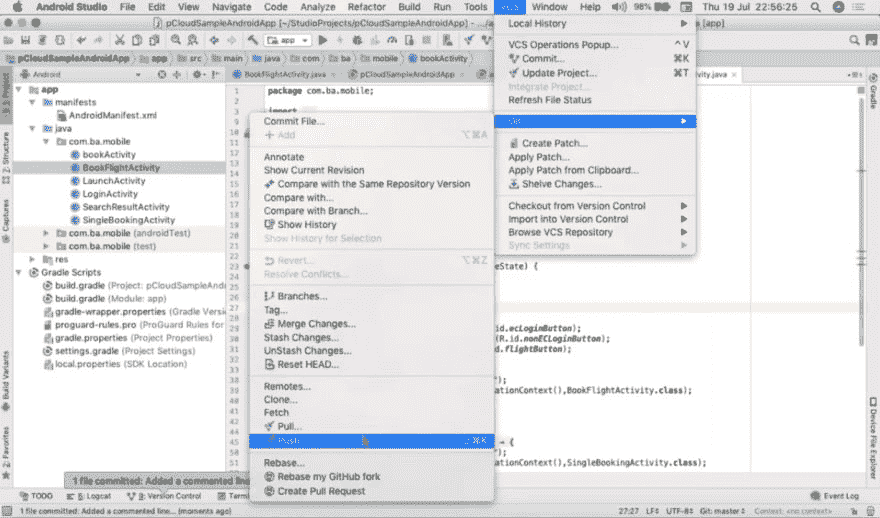 Android Studio File Edit View Navigate Code Analyze Refactor Build Run Tools VCS Window Help 98% Thu 19 Jul 22:56:25
pCloudSampleAndroidApp [~/StudioProjects/pCloudSampleAndroidApp]
[app]
app
pCloudSampleAndroidApp app src main java com ba mobile bookActivity
Android
BookFlightActivity.java pCloudSampleAndroidApp
1: Project
Z: Structure
Captures
Build Variants
2: Favorites
Gradle
Device File Explorer
app
manifests
AndroidManifest.xml
java
com.ba.mobile
bookActivity
BookFlightActivity
LaunchActivity
LoginActivity
SearchResultActivity
SingleBookingActivity
com.ba.mobile (androidTest)
com.ba.mobile (test)
res
Gradle Scripts
build.gradle (Project: pCloudSampleAndroidApp)
build.gradle (Module: app)
gradle-wrapper.properties (Gradle Version)
proguard-rules.pro (ProGuard Rules for
gradle.properties (Project Properties)
settings.gradle (Project Settings)
local.properties (SDK Location)
package com.ba.mobile;
import ...
Local History
VCS Operations Popup... ^V
Commit... ⌘K
Update Project... ⌘T
Integrate Project...
Refresh File Status
Git
Create Patch...
Apply Patch...
Apply Patch from Clipboard...
Shelve Changes...
Checkout from Version Control
Import into Version Control
Browse VCS Repository
Sync Settings
Commit File...
+ Add ⌥⌘A
Annotate
Show Current Revision
Compare with the Same Repository Version
Compare with...
Compare with Branch...
Show History
Show History for Selection
Revert... ⌥⌘Z
Resolve Conflicts...
Branches...
Tag...
Merge Changes...
Stash Changes...
UnStash Changes...
Reset HEAD...
Remotes...
Clone...
Fetch
Pull...
Push... ⇧⌘K
Rebase...
Rebase my GitHub fork
Create Pull Request
eState) {
id.ecLoginButton);
(R.id.nonECLoginButton);
d.flightButton);
");
ationContext(),BookFlightActivity.class);
{
");
ationContext(),SingleBookingActivity.class);
1 file committed: Added a commented line...
TODO 6: Logcat 9: Version Control Termi Event Log
1 file committed: Added a commented line... (moments ago) 27:27 LF UTF-8 Git: master Context: <no context>